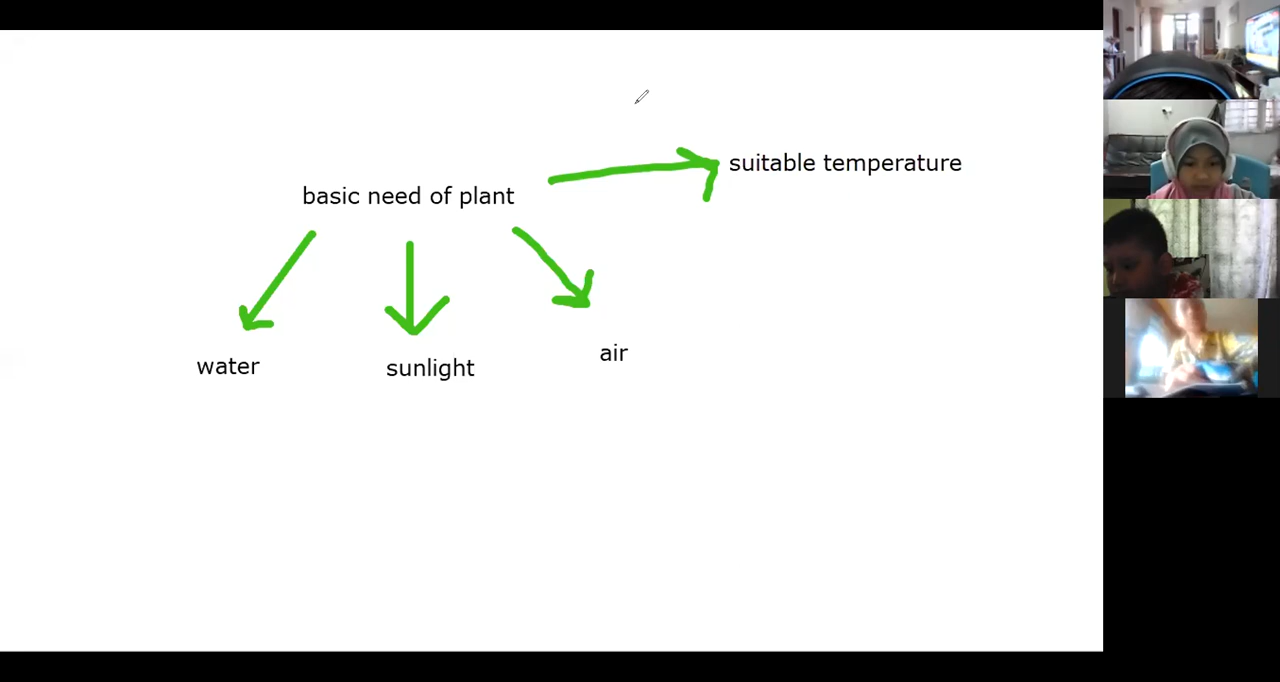 suitable temperature
basic need of plant
water
sunlight
air